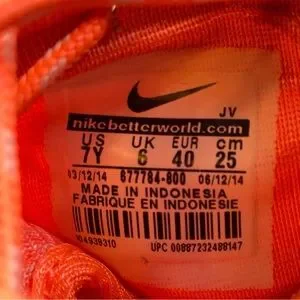 JV
nikebetterworld.com
US UK EUR cm
7Y 6 40 25
03/12/14 677784-800 06/12/14
MADE IN INDONESIA
FABRIQUE EN INDONESIE
UPC 00887232488147